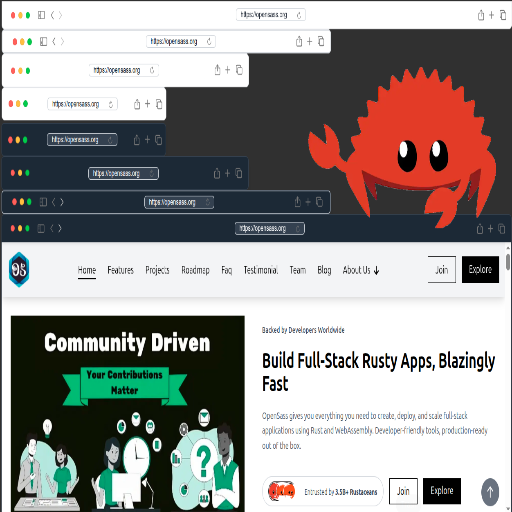 https://opensass.org
https://opensass.org
https://opensass.org
https://opensass.org
https://opensass.org
https://opensass.org
https://opensass.org
https://opensass.org
OS
Home Features Projects Roadmap Faq Testimonial Team Blog About Us Join Explore
Community Driven
Your Contributions
Matter
Backed by Developers Worldwide
Build Full-Stack Rusty Apps, Blazingly
Fast
OpenSass gives you everything you need to create, deploy, and scale full-stack
applications using Rust and WebAssembly. Developer-friendly tools, production-ready
out of the box.
Entrusted by 3.5B+ Rustaceans Join Explore